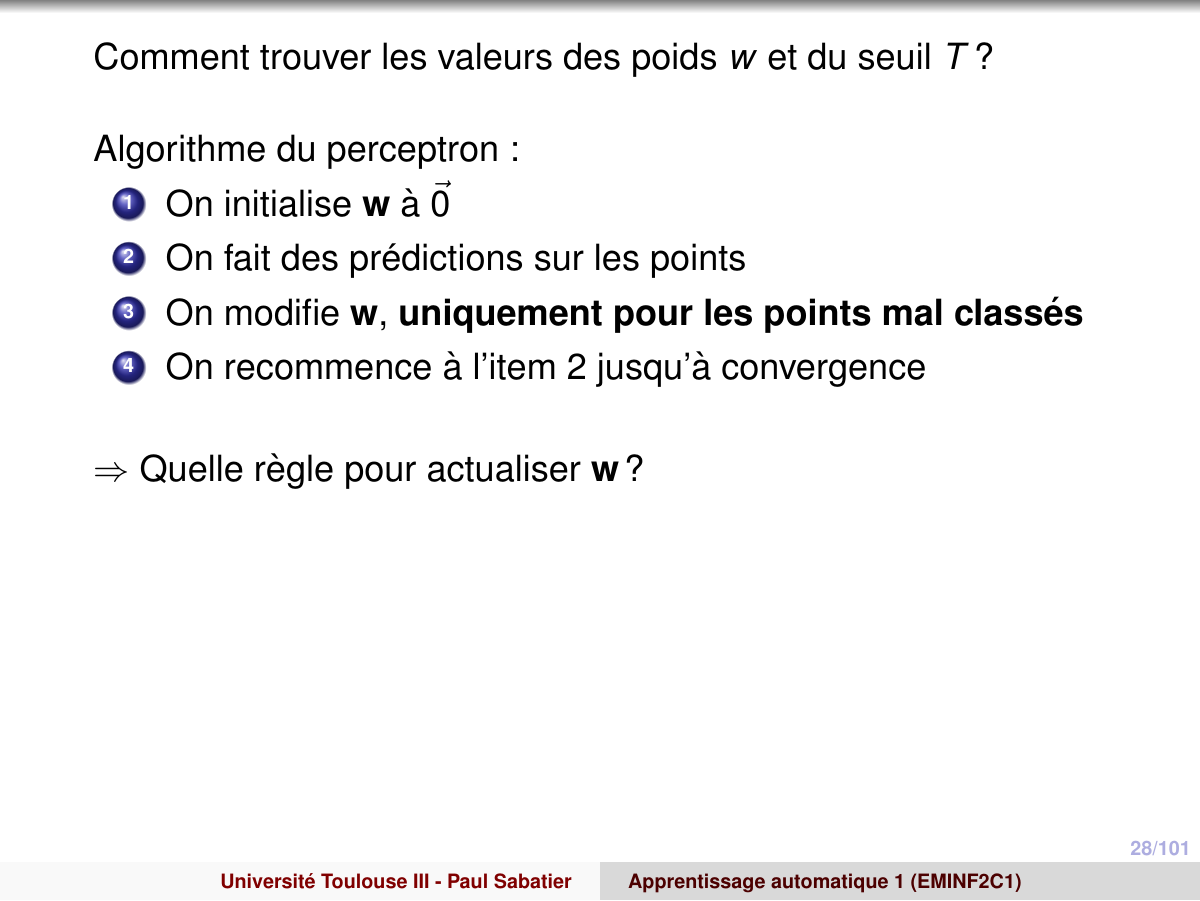 Comment trouver les valeurs des poids w et du seuil T ?
Algorithme du perceptron :
1 On initialise w à 0⃗
2 On fait des prédictions sur les points
3 On modifie w, uniquement pour les points mal classés
4 On recommence à l'item 2 jusqu'à convergence
⇒ Quelle règle pour actualiser w ?
28/101
Université Toulouse III - Paul Sabatier Apprentissage automatique 1 (EMINF2C1)